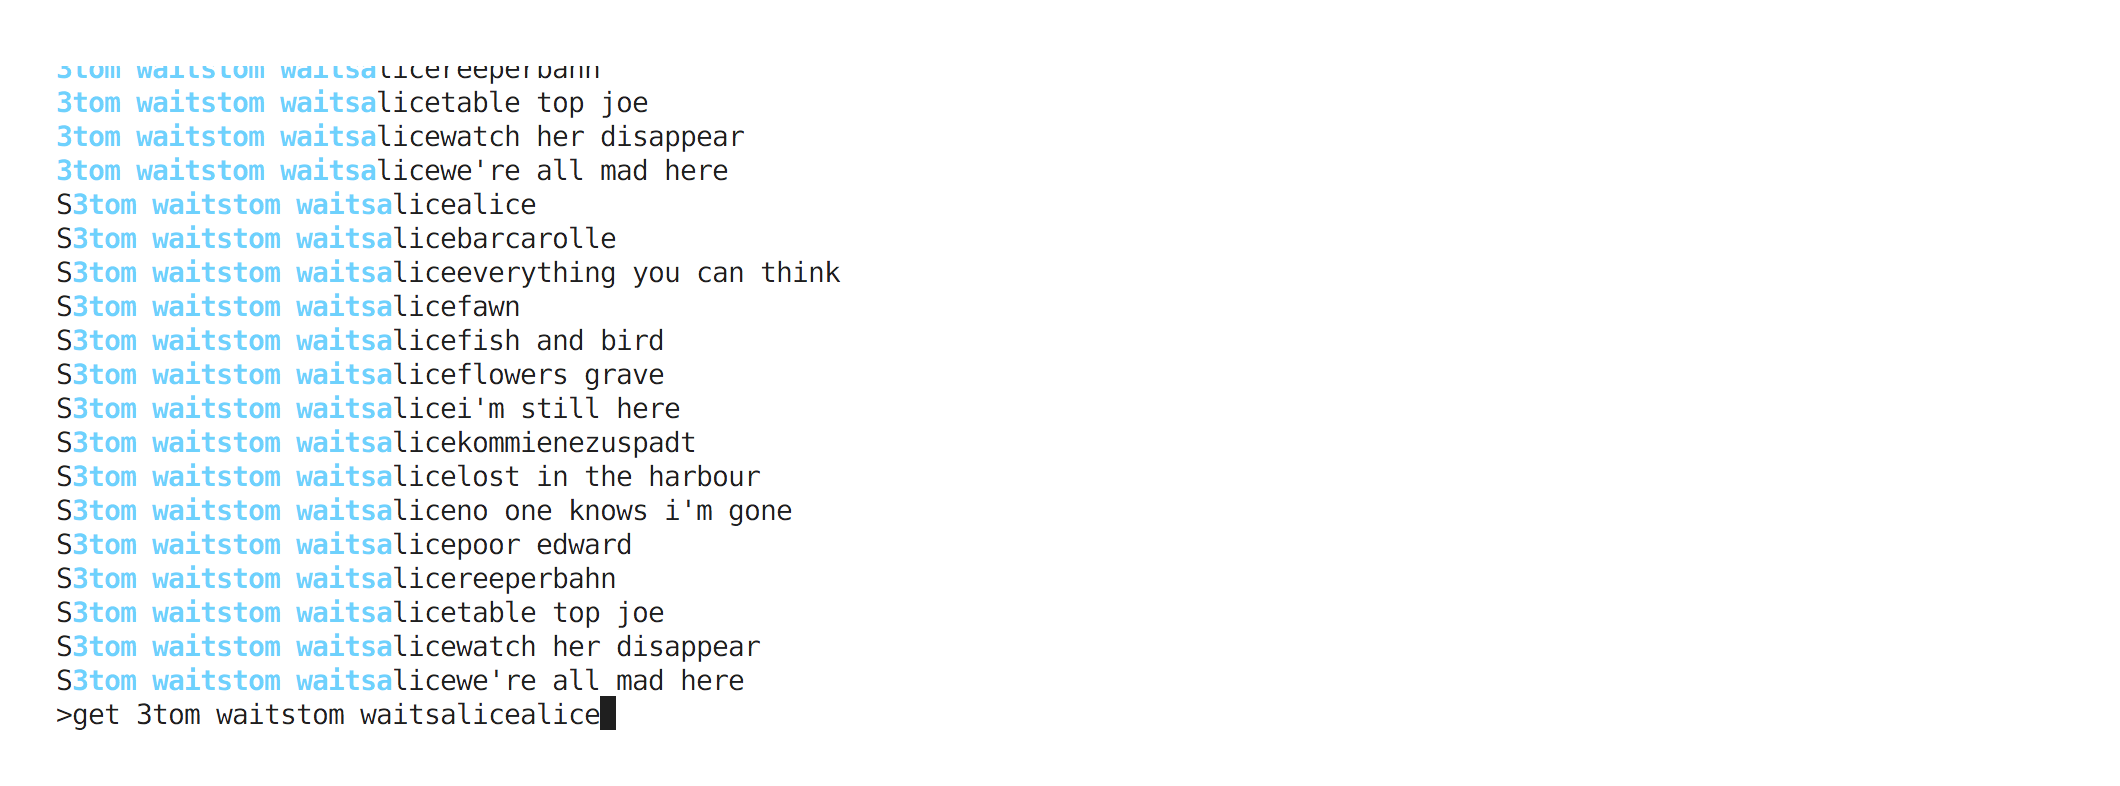 3tom waitstom waitsalicereeperbahn
3tom waitstom waitsalicetable top joe
3tom waitstom waitsalicewatch her disappear
3tom waitstom waitsalicewe're all mad here
S3tom waitstom waitsalicealice
S3tom waitstom waitsalicebarcarolle
S3tom waitstom waitsaliceeverything you can think
S3tom waitstom waitsalicefawn
S3tom waitstom waitsalicefish and bird
S3tom waitstom waitsaliceflowers grave
S3tom waitstom waitsalicei'm still here
S3tom waitstom waitsalicekommienezuspadt
S3tom waitstom waitsalicelost in the harbour
S3tom waitstom waitsaliceno one knows i'm gone
S3tom waitstom waitsalicepoor edward
S3tom waitstom waitsalicereeperbahn
S3tom waitstom waitsalicetable top joe
S3tom waitstom waitsalicewatch her disappear
S3tom waitstom waitsalicewe're all mad here
>get 3tom waitstom waitsalicealice